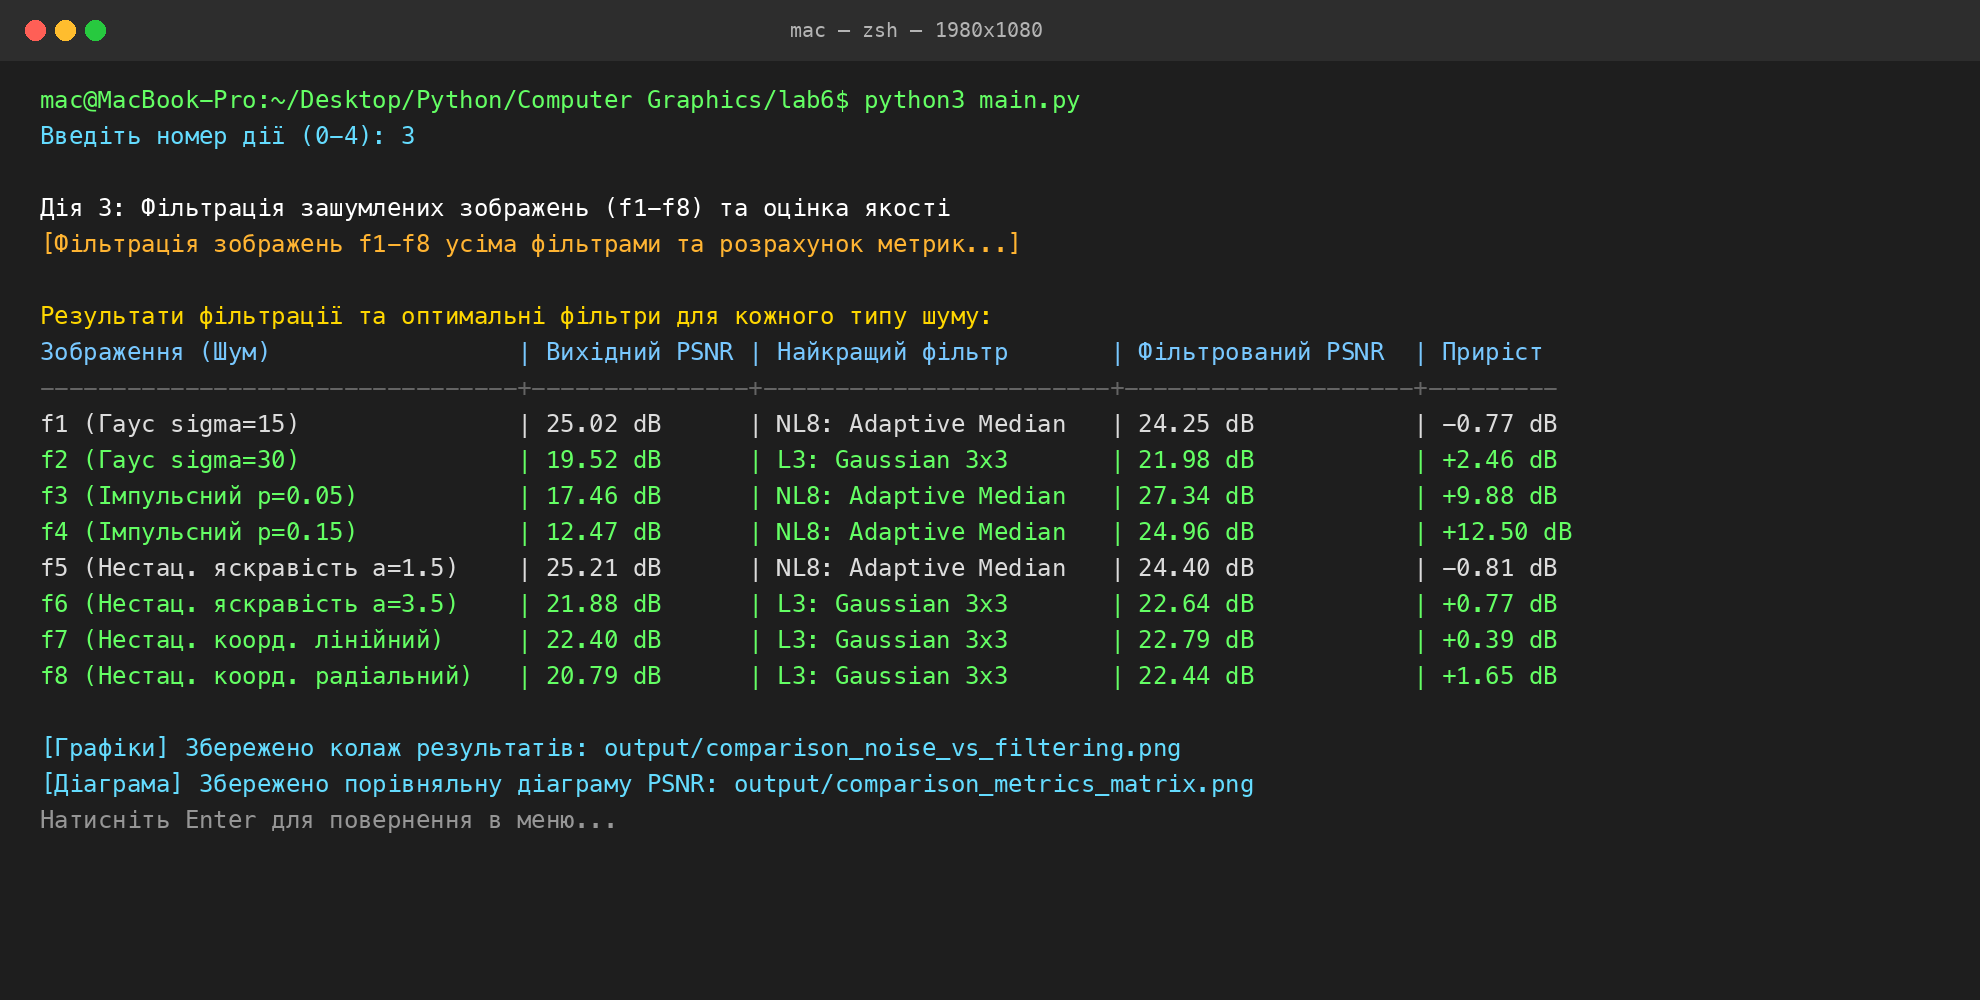 mac — zsh — 1980x1080
mac@MacBook-Pro:~/Desktop/Python/Computer Graphics/lab6$ python3 main.py
Введіть номер дії (0-4): 3
Дія 3: Фільтрація зашумлених зображень (f1-f8) та оцінка якості
[Фільтрація зображень f1-f8 усіма фільтрами та розрахунок метрик...]
Результати фільтрації та оптимальні фільтри для кожного типу шуму:
Зображення (Шум) | Вихідний PSNR | Найкращий фільтр | Фільтрований PSNR | Приріст
---------------------------------+---------------+------------------------+--------------------+---------
f1 (Гаус sigma=15) | 25.02 dB | NL8: Adaptive Median | 24.25 dB | -0.77 dB
f2 (Гаус sigma=30) | 19.52 dB | L3: Gaussian 3x3 | 21.98 dB | +2.46 dB
f3 (Імпульсний p=0.05) | 17.46 dB | NL8: Adaptive Median | 27.34 dB | +9.88 dB
f4 (Імпульсний p=0.15) | 12.47 dB | NL8: Adaptive Median | 24.96 dB | +12.50 dB
f5 (Нестац. яскравість a=1.5) | 25.21 dB | NL8: Adaptive Median | 24.40 dB | -0.81 dB
f6 (Нестац. яскравість a=3.5) | 21.88 dB | L3: Gaussian 3x3 | 22.64 dB | +0.77 dB
f7 (Нестац. коорд. лінійний) | 22.40 dB | L3: Gaussian 3x3 | 22.79 dB | +0.39 dB
f8 (Нестац. коорд. радіальний) | 20.79 dB | L3: Gaussian 3x3 | 22.44 dB | +1.65 dB
[Графіки] Збережено колаж результатів: output/comparison_noise_vs_filtering.png
[Діаграма] Збережено порівняльну діаграму PSNR: output/comparison_metrics_matrix.png
Натисніть Enter для повернення в меню...